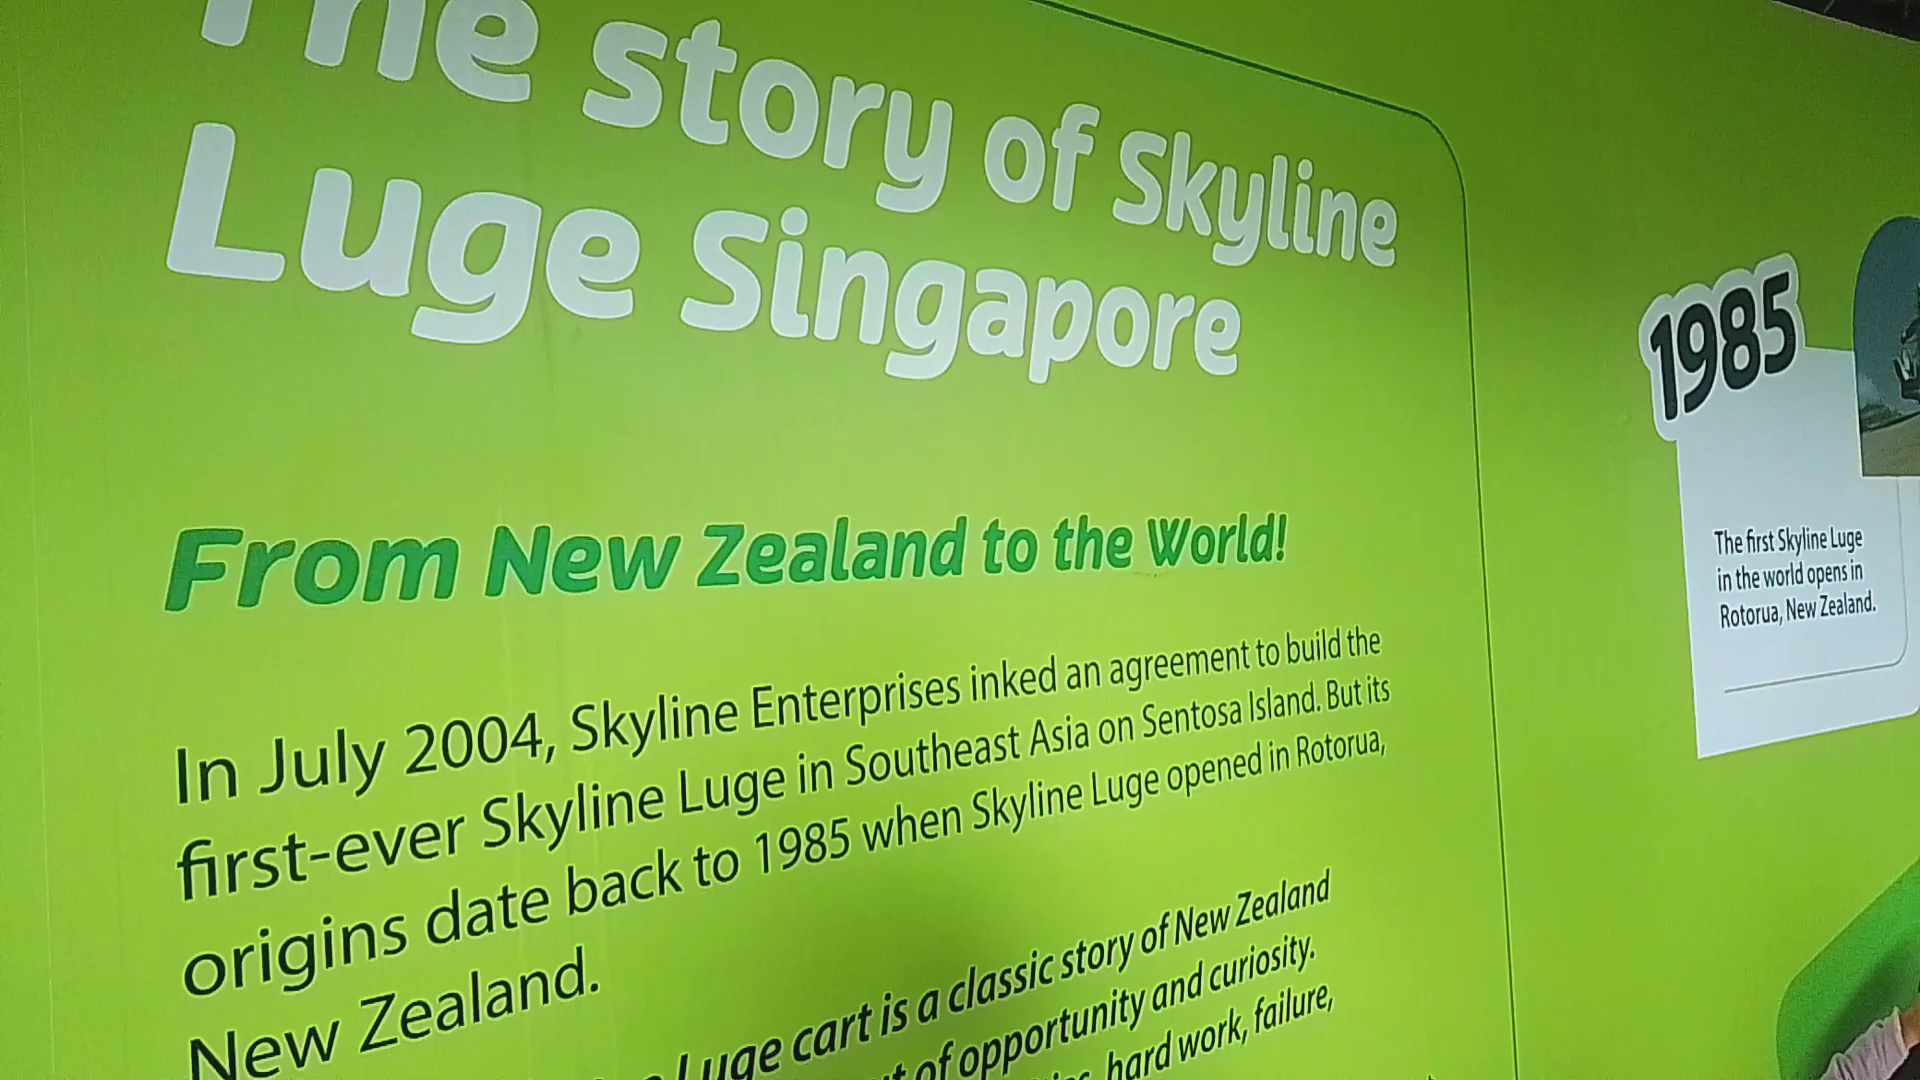 The story of Skyline
Luge Singapore
From New Zealand to the World!
In July 2004, Skyline Enterprises inked an agreement to build the
first-ever Skyline Luge in Southeast Asia on Sentosa Island. But its
origins date back to 1985 when Skyline Luge opened in Rotorua,
New Zealand.
Luge cart is a classic story of New Zealand
of opportunity and curiosity.
hard work, failure,
1985
The first Skyline Luge
in the world opens in
Rotorua, New Zealand.